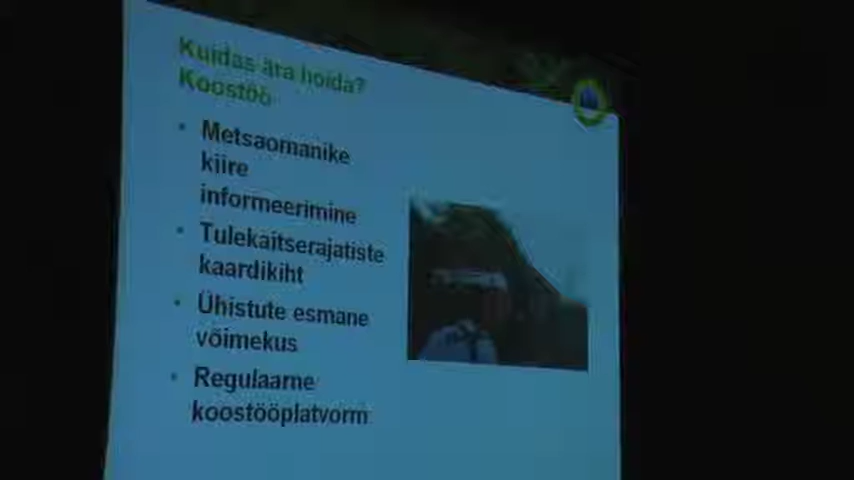 Kuidas ära hoida?
Koostöö
Metsaomanike
kiire
informeerimine
Tulekaitserajatiste
kaardikiht
Ühistute esmane
võimekus
Regulaarne
koostööplatvorm